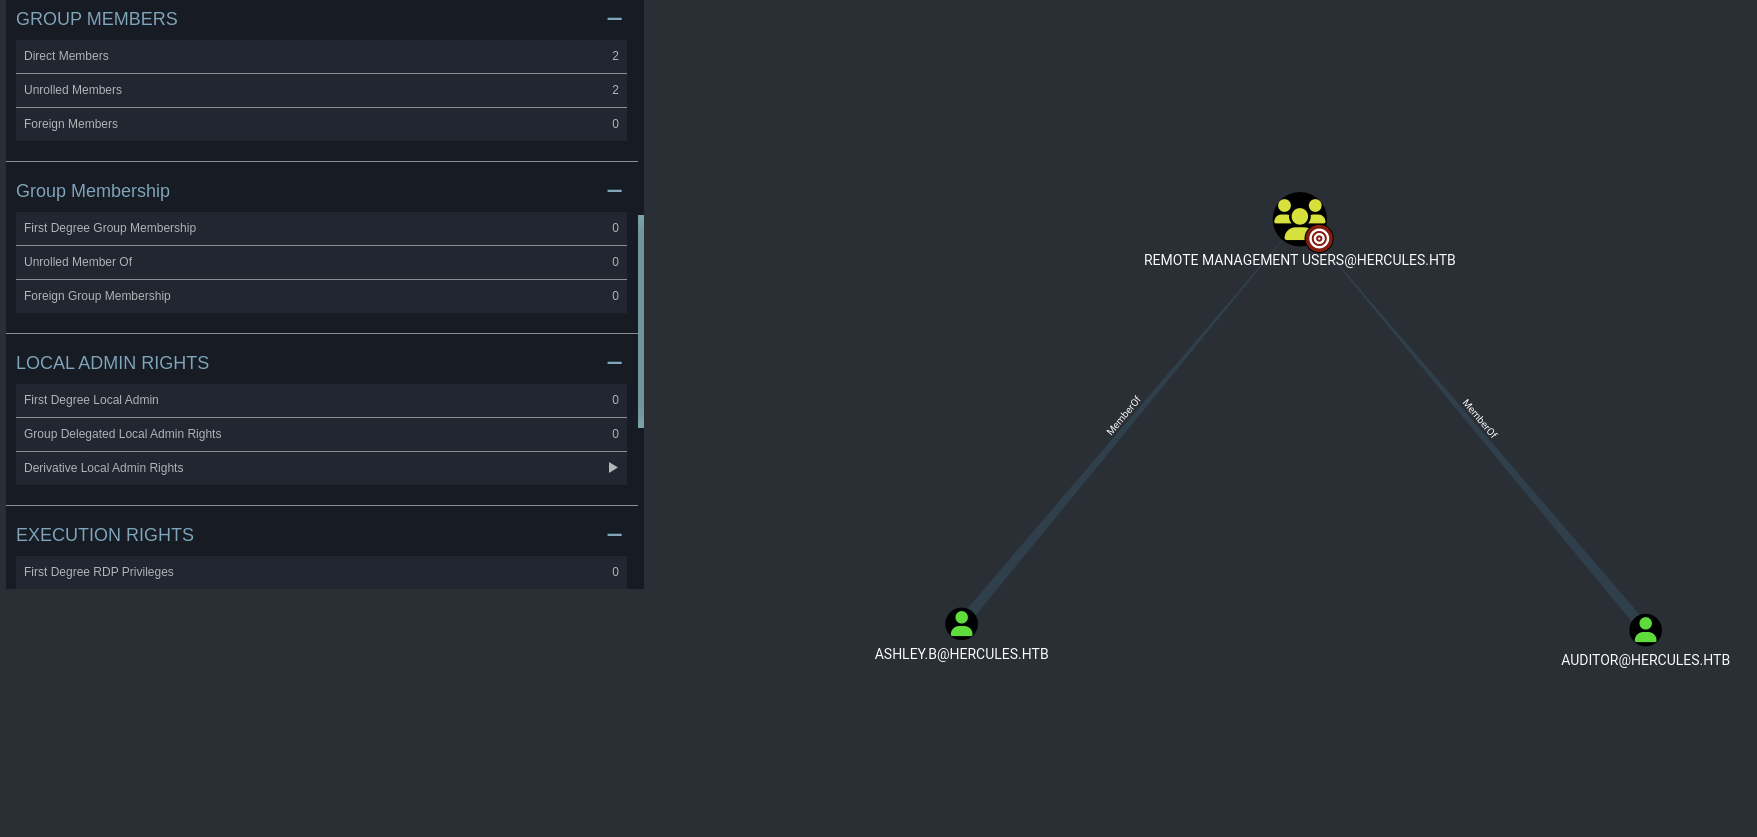 GROUP MEMBERS
Direct Members 2
Unrolled Members 2
Foreign Members 0
Group Membership
First Degree Group Membership 0
Unrolled Member Of 0
Foreign Group Membership 0
LOCAL ADMIN RIGHTS
First Degree Local Admin 0
Group Delegated Local Admin Rights 0
Derivative Local Admin Rights
EXECUTION RIGHTS
First Degree RDP Privileges 0
REMOTE MANAGEMENT USERS@HERCULES.HTB
MemberOf
MemberOf
ASHLEY.B@HERCULES.HTB
AUDITOR@HERCULES.HTB